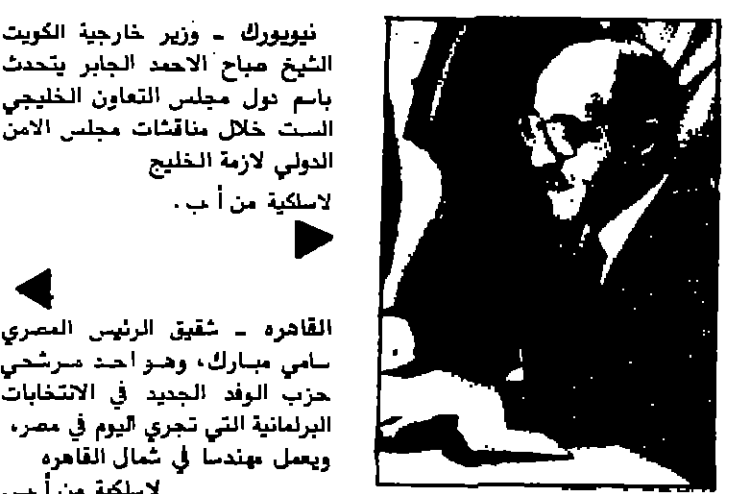 نيويورك ـ وزير خارجية الكويت
الشيخ صباح الاحمد الجابر يتحدث
باسم دول مجلس التعاون الخليجي
الست خلال مناقشات مجلس الامن
الدولي لازمة الخليج
لاسلكية من أ ب .
القاهره ـ شقيق الرئيس المصري
سامي مبارك، وهو احد مرشحي
حزب الوفد الجديد في الانتخابات
البرلمانية التي تجري اليوم في مصر،
ويعمل مهندسا في شمال القاهره
لاسلكية من أ ب .